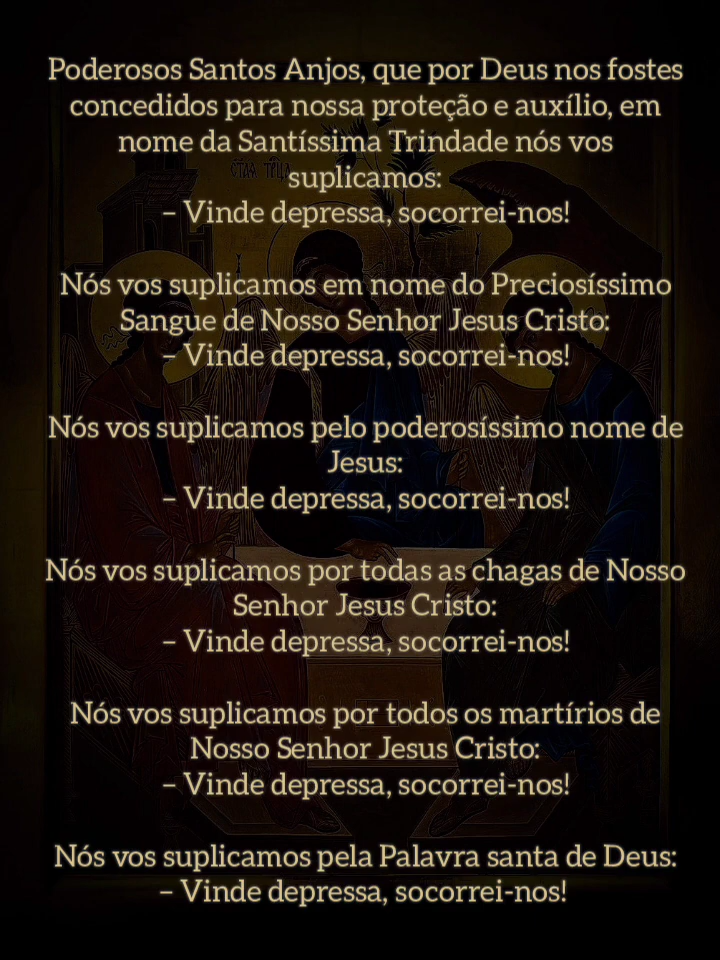 Poderosos Santos Anjos, que por Deus nos fostes
concedidos para nossa proteção e auxílio, em
nome da Santíssima Trindade nós vos
suplicamos:
– Vinde depressa, socorrei-nos!
Nós vos suplicamos em nome do Preciosíssimo
Sangue de Nosso Senhor Jesus Cristo:
– Vinde depressa, socorrei-nos!
Nós vos suplicamos pelo poderosíssimo nome de
Jesus:
– Vinde depressa, socorrei-nos!
Nós vos suplicamos por todas as chagas de Nosso
Senhor Jesus Cristo:
– Vinde depressa, socorrei-nos!
Nós vos suplicamos por todos os martírios de
Nosso Senhor Jesus Cristo:
– Vinde depressa, socorrei-nos!
Nós vos suplicamos pela Palavra santa de Deus:
– Vinde depressa, socorrei-nos!